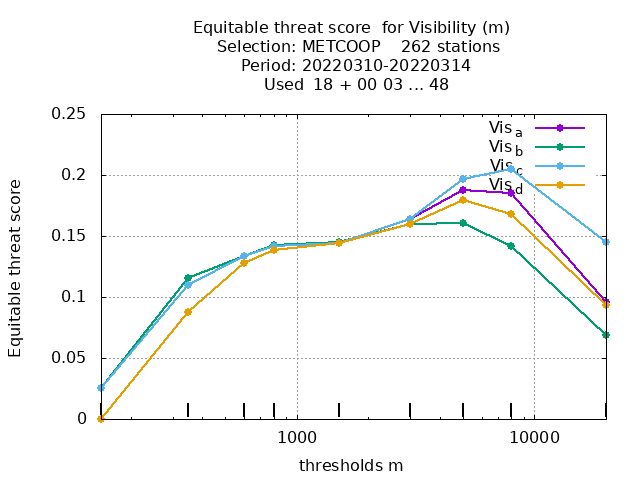 Equitable threat score  for Visibility (m)
Selection: METCOOP    262 stations
Period: 20220310-20220314
Used  18 + 00 03 ... 48
0.25
0.2
0.15
0.1
0.05
0
Equitable threat score
Vis a
Vis b
Vis c
Vis d
1000
10000
thresholds m